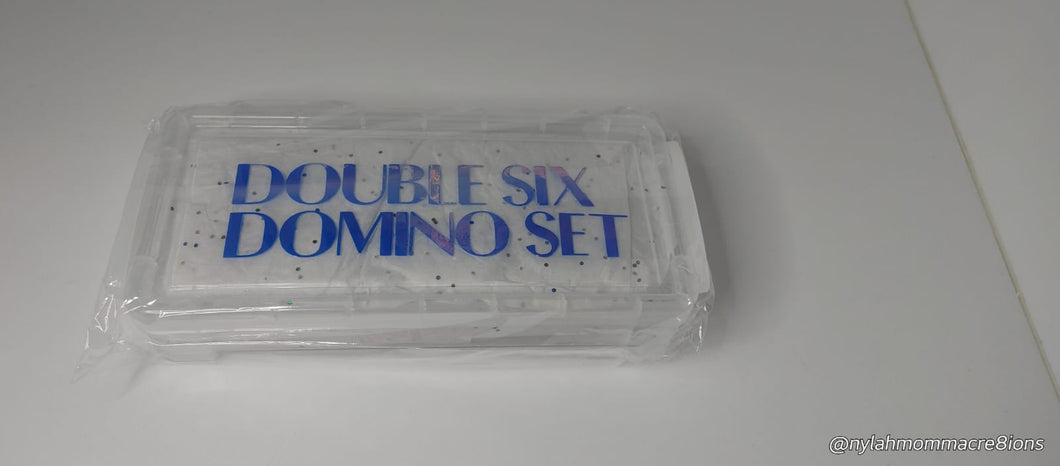 DOUBLE SIX
DOMINO SET
@nylahmommacre8ions